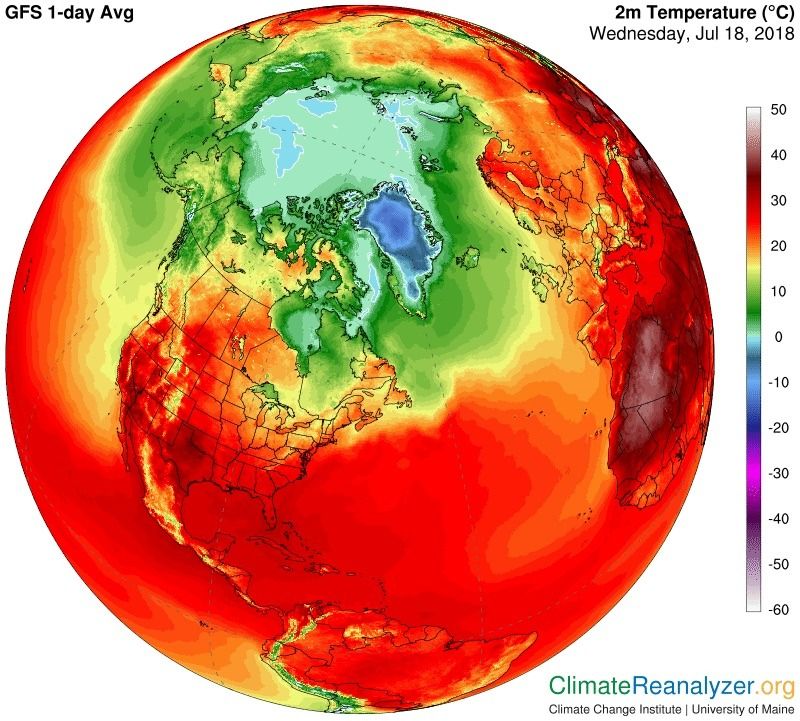 GFS 1-day Avg
2m Temperature (°C)
Wednesday, Jul 18, 2018
50
40
30
20
10
0
-10
-20
-30
-40
-50
-60
ClimateReanalyzer.org
Climate Change Institute | University of Maine